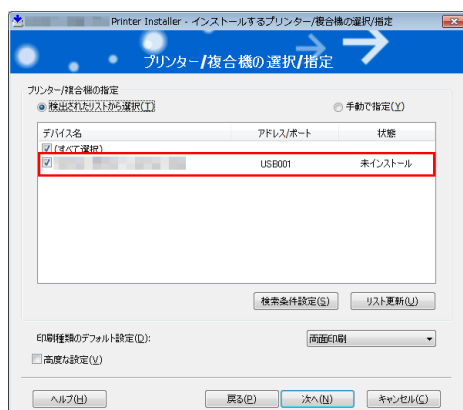 Printer Installer - インストールするプリンター/複合機の選択/指定
プリンター/複合機の選択/指定
プリンター/複合機の指定
検出されたリストから選択(T)
手動で指定(Y)
デバイス名 アドレス/ポート 状態
(すべて選択)
USB001 未インストール
検索条件設定(S) リスト更新(U)
印刷種類のデフォルト設定(D): 両面印刷
高度な設定(V)
ヘルプ(H) 戻る(P) 次へ(N) キャンセル(C)